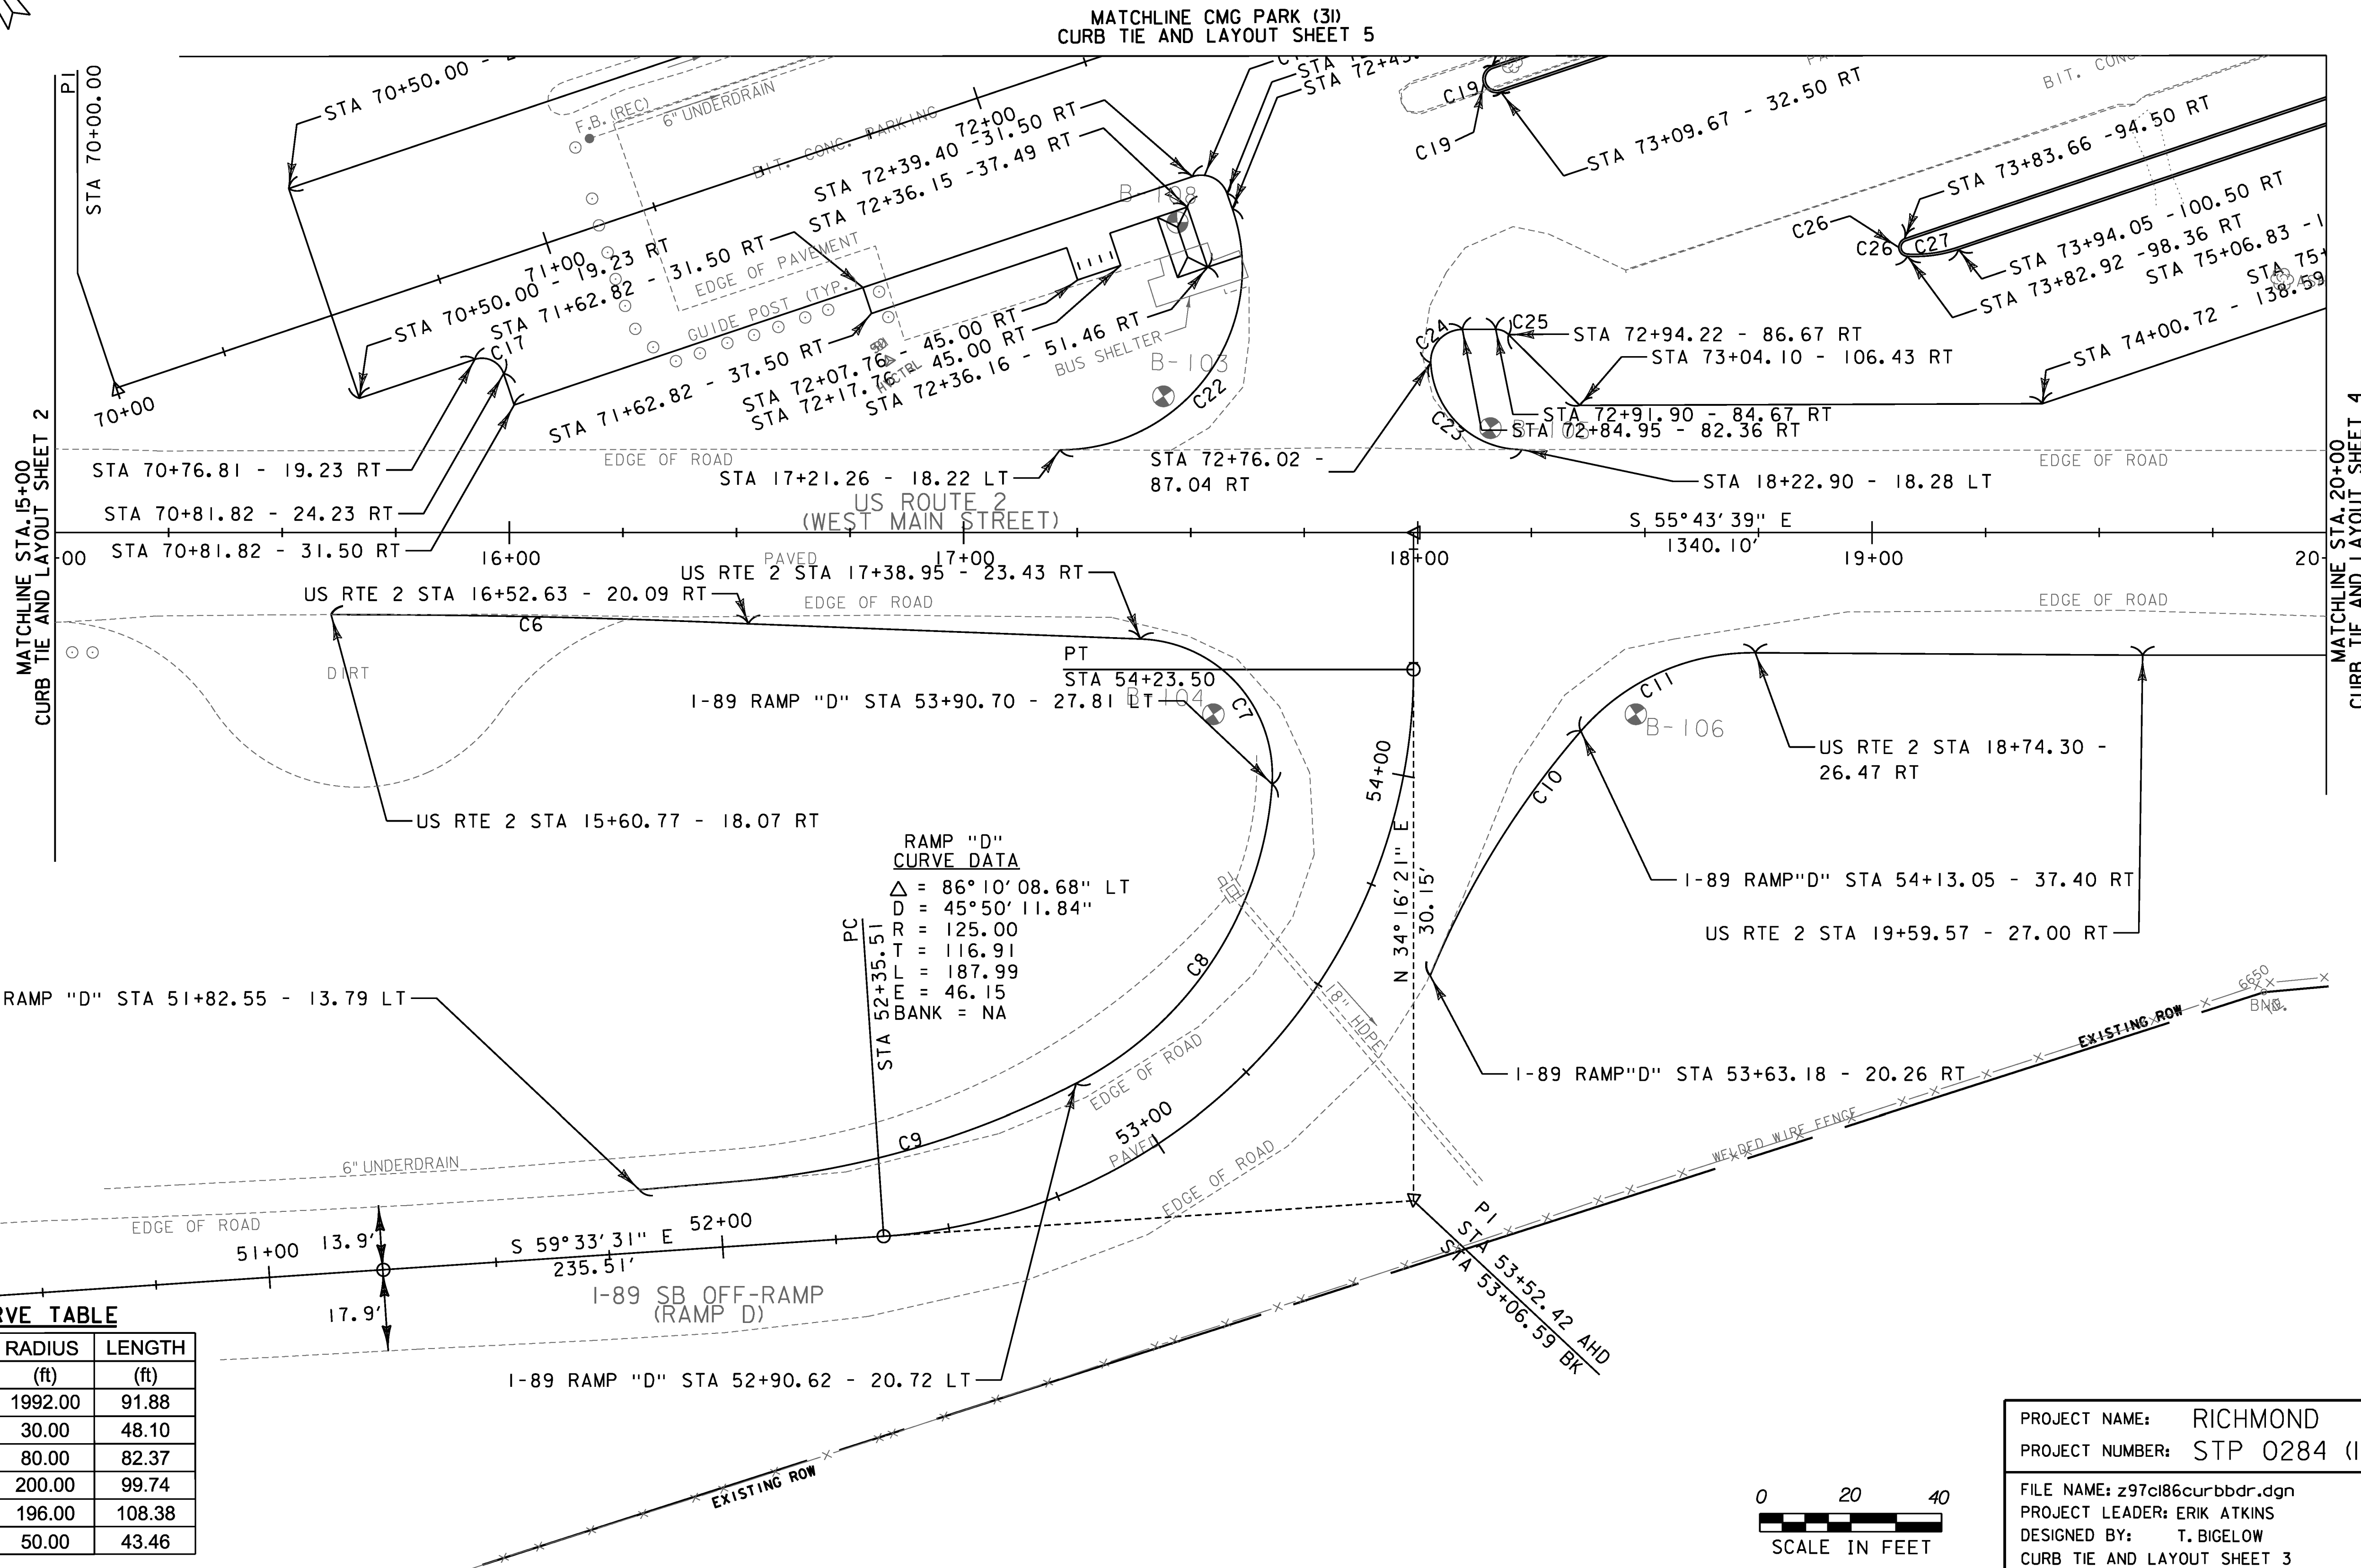 MATCHLINE CMG PARK (31)
CURB TIE AND LAYOUT SHEET 5
PI
STA 70+00.00
STA 70+50.00 -
F.B. (REC)
6" UNDERDRAIN
BIT. CONC. PARKING
72+00
STA 72+39.40 -31.50 RT
STA 72+36.15 -37.49 RT
B-108
C19
C19
STA 73+09.67 - 32.50 RT
BIT. CONC.
STA 73+83.66 -94.50 RT
C26
C26
C27
STA 73+94.05 -100.50 RT
STA 73+82.92 -98.36 RT
STA 75+06.83 -1
STA 75+
STA 74+00.72 - 138.59
71+00
STA 70+50.00 - 19.23 RT
STA 71+62.82 - 31.50 RT
EDGE OF PAVEMENT
GUIDE POST (TYP.
C17
70+00
STA 71+62.82 - 37.50 RT
STA 72+07.76 - 45.00 RT
STA 72+17.76 - 45.00 RT
STA 72+36.16 - 51.46 RT
HVCTRL
BUS SHELTER
B-103
C22
C24
C25
C23
STA 72+94.22 - 86.67 RT
STA 73+04.10 - 106.43 RT
STA 72+91.90 - 84.67 RT
STA 72+84.95 - 82.36 RT
B-105
STA 70+76.81 - 19.23 RT
STA 70+81.82 - 24.23 RT
STA 70+81.82 - 31.50 RT
EDGE OF ROAD
STA 17+21.26 - 18.22 LT
STA 72+76.02 -
87.04 RT
STA 18+22.90 - 18.28 LT
EDGE OF ROAD
US ROUTE 2
(WEST MAIN STREET)
S 55°43'39" E
1340.10'
MATCHLINE STA.15+00
CURB TIE AND LAYOUT SHEET 2
MATCHLINE STA.20+00
CURB TIE AND LAYOUT SHEET 4
+00
16+00
17+00
18+00
19+00
20+
PAVED
US RTE 2 STA 17+38.95 - 23.43 RT
US RTE 2 STA 16+52.63 - 20.09 RT
EDGE OF ROAD
EDGE OF ROAD
C6
DIRT
PT
STA 54+23.50
I-89 RAMP "D" STA 53+90.70 - 27.81 LT
B-104
C7
C11
B-106
US RTE 2 STA 18+74.30 -
26.47 RT
54+00
C10
US RTE 2 STA 15+60.77 - 18.07 RT
RAMP "D"
CURVE DATA
△ = 86°10'08.68" LT
D = 45°50'11.84"
R = 125.00
T = 116.91
L = 187.99
E = 46.15
BANK = NA
PC
STA 52+35.51
DI
N 34°16'21" E
30.15'
I-89 RAMP"D" STA 54+13.05 - 37.40 RT
US RTE 2 STA 19+59.57 - 27.00 RT
C8
18" HDPE
RAMP "D" STA 51+82.55 - 13.79 LT
6650
BND.
EXISTING ROW
I-89 RAMP"D" STA 53+63.18 - 20.26 RT
EDGE OF ROAD
53+00
PAVED
C9
WELDED WIRE FENCE
6" UNDERDRAIN
EDGE OF ROAD
EDGE OF ROAD
51+00
13.9'
S 59°33'31" E
235.51'
52+00
PI
STA 53+52.42 AHD
STA 53+06.59 BK
I-89 SB OFF-RAMP
(RAMP D)
17.9'
I-89 RAMP "D" STA 52+90.62 - 20.72 LT
EXISTING ROW
RVE TABLE
RADIUS LENGTH
(ft) (ft)
1992.00 91.88
30.00 48.10
80.00 82.37
200.00 99.74
196.00 108.38
50.00 43.46
0 20 40
SCALE IN FEET
PROJECT NAME: RICHMOND
PROJECT NUMBER: STP 0284 (1
FILE NAME: z97c186curbbdr.dgn
PROJECT LEADER: ERIK ATKINS
DESIGNED BY: T. BIGELOW
CURB TIE AND LAYOUT SHEET 3